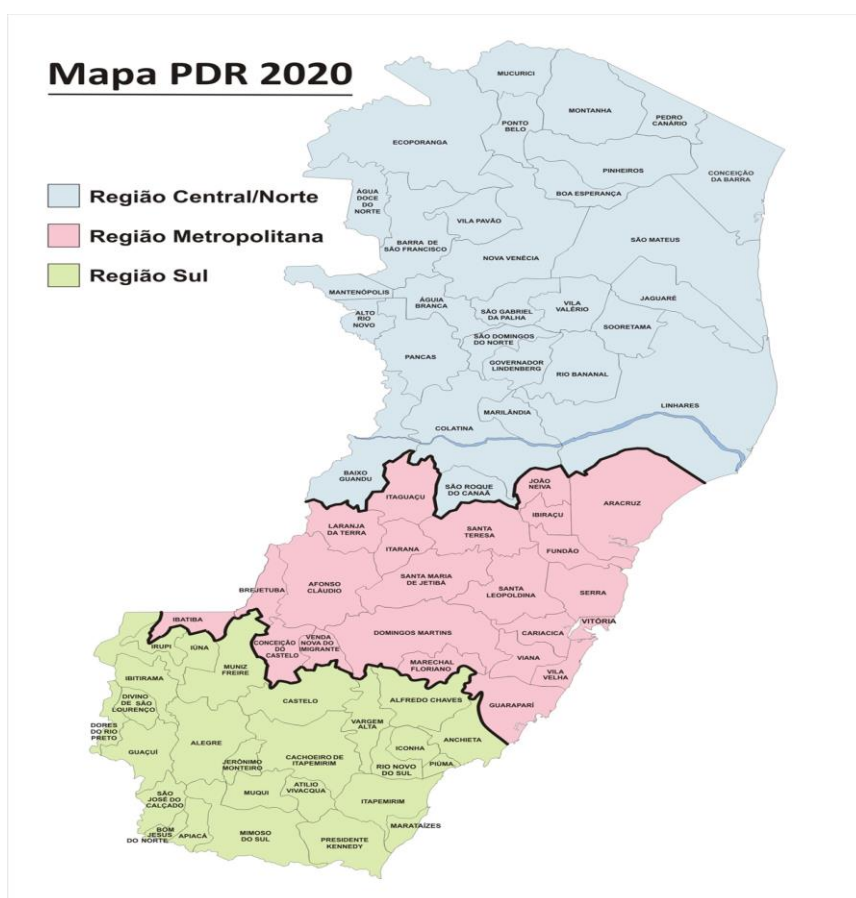 Mapa PDR 2020
Região Central/Norte
Região Metropolitana
Região Sul
MUCURICI
MONTANHA
PEDRO
CANÁRIO
PONTO
BELO
ECOPORANGA
PINHEIROS
CONCEIÇÃO
DA BARRA
BOA ESPERANÇA
ÁGUA
DOCE
DO
NORTE
VILA PAVÃO
BARRA DE
SÃO FRANCISCO
SÃO MATEUS
NOVA VENÉCIA
MANTENÓPOLIS
ÁGUIA
BRANCA
ALTO
RIO
NOVO
SÃO GABRIEL
DA PALHA
VILA
VALÉRIO
JAGUARÉ
SOORETAMA
SÃO DOMINGOS
DO NORTE
PANCAS
GOVERNADOR
LINDENBERG
RIO BANANAL
LINHARES
MARILÂNDIA
COLATINA
BAIXO
GUANDU
ITAGUAÇU
SÃO ROQUE
DO CANAÃ
JOÃO
NEIVA
ARACRUZ
IBIRAÇU
LARANJA
DA TERRA
SANTA
TERESA
ITARANA
FUNDÃO
BREJETUBA
AFONSO
CLÁUDIO
SANTA MARIA
DE JETIBÁ
SANTA
LEOPOLDINA
SERRA
IBATIBA
VITÓRIA
CARIACICA
DOMINGOS MARTINS
CONCEIÇÃO
DO
CASTELO
VENDA
NOVA DO
IMIGRANTE
IRUPI
IÚNA
VIANA
MARECHAL
FLORIANO
VILA
VELHA
MUNIZ
FREIRE
IBITIRAMA
GUARAPARÍ
CASTELO
ALFREDO CHAVES
DIVINO
DE SÃO
LOURENÇO
DORES
DO RIO
PRETO
VARGEM
ALTA
ANCHIETA
ALEGRE
ICONHA
GUAÇUÍ
JERÔNIMO
MONTEIRO
CACHOEIRO DE
ITAPEMIRIM
RIO NOVO
DO SUL
PIÚMA
SÃO
JOSÉ DO
CALÇADO
MUQUI
ATILIO
VIVACQUA
ITAPEMIRIM
MARATAÍZES
BOM
JESUS
DO NORTE
APIACÁ
MIMOSO
DO SUL
PRESIDENTE
KENNEDY